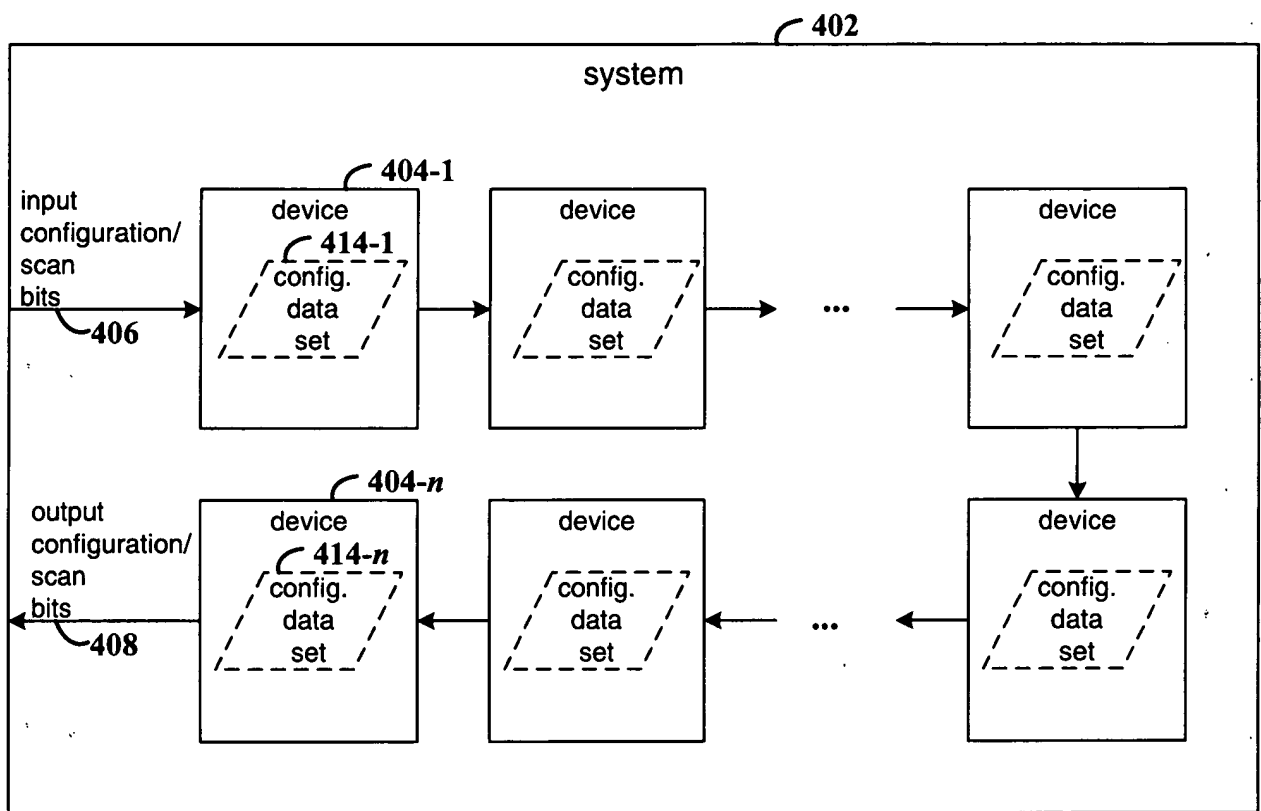 402
system
404-1
input
configuration/
scan
bits
406
device
414-1
config.
data
set
device
config.
data
set
...
device
config.
data
set
404-n
output
configuration/
scan
bits
408
device
414-n
config.
data
set
device
config.
data
set
...
device
config.
data
set